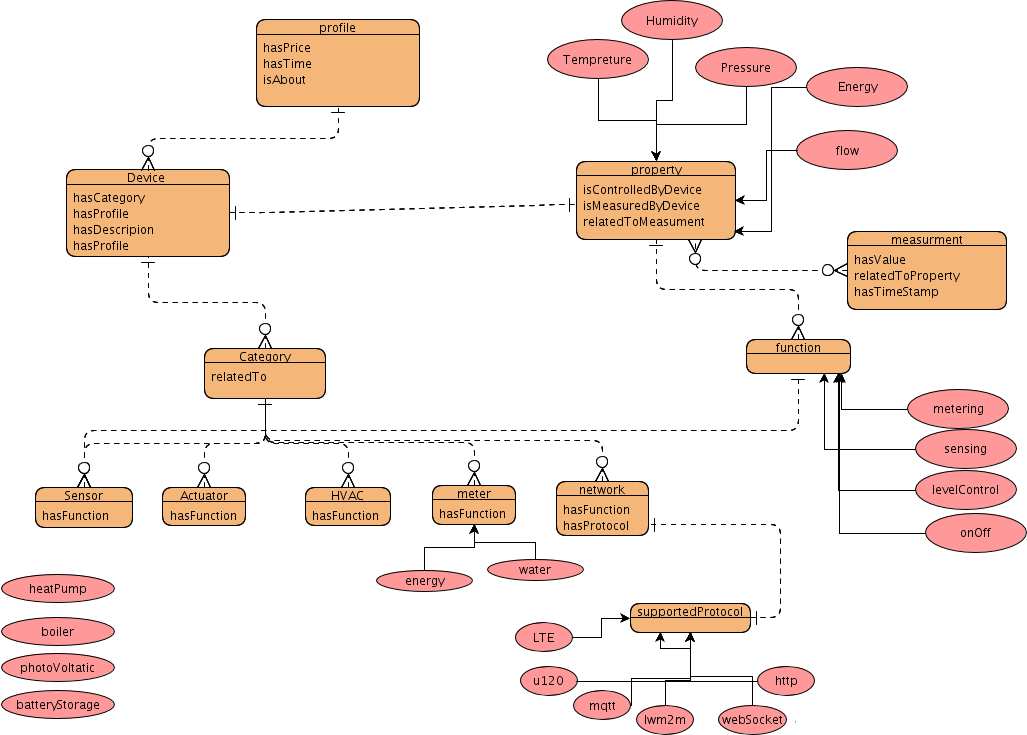 profile
hasPrice
hasTime
isAbout
Humidity
Tempreture
Pressure
Energy
flow
Device
hasCategory
hasProfile
hasDescripion
hasProfile
property
isControlledByDevice
isMeasuredByDevice
relatedToMeasument
measurment
hasValue
relatedToProperty
hasTimeStamp
Category
relatedTo
function
metering
sensing
levelControl
onOff
Sensor
hasFunction
Actuator
hasFunction
HVAC
hasFunction
meter
hasFunction
network
hasFunction
hasProtocol
energy
water
heatPump
boiler
photoVoltatic
batteryStorage
supportedProtocol
LTE
u120
mqtt
lwm2m
webSocket
http